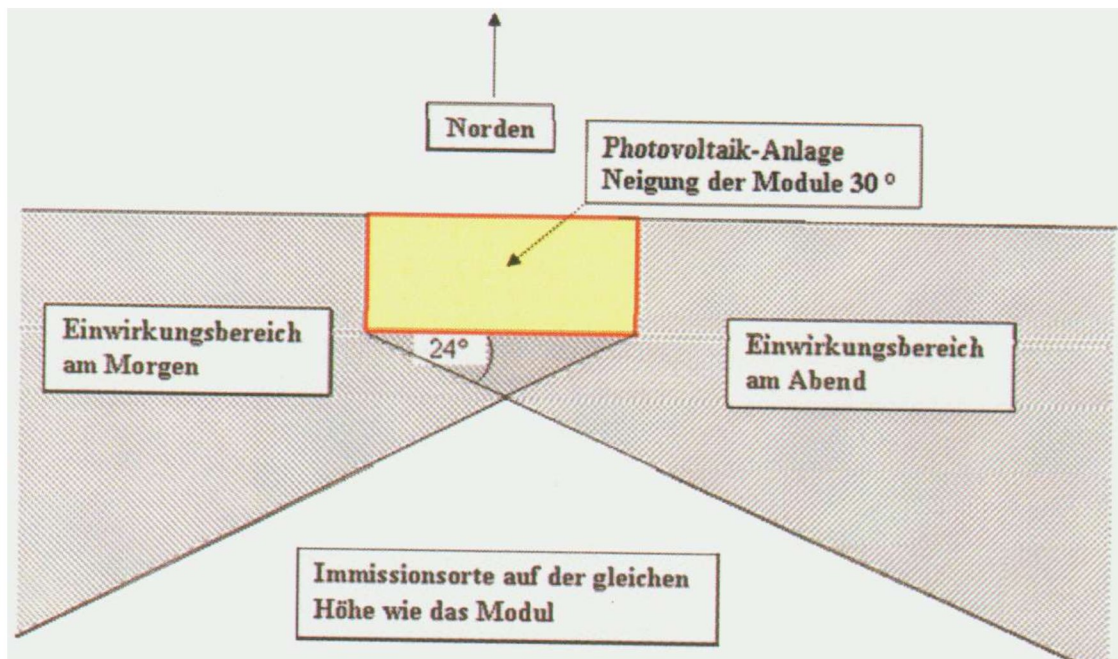 Norden
Photovoltaik-Anlage
Neigung der Module 30 °
Einwirkungsbereich
am Morgen
24°
Einwirkungsbereich
am Abend
Immissionsorte auf der gleichen
Höhe wie das Modul